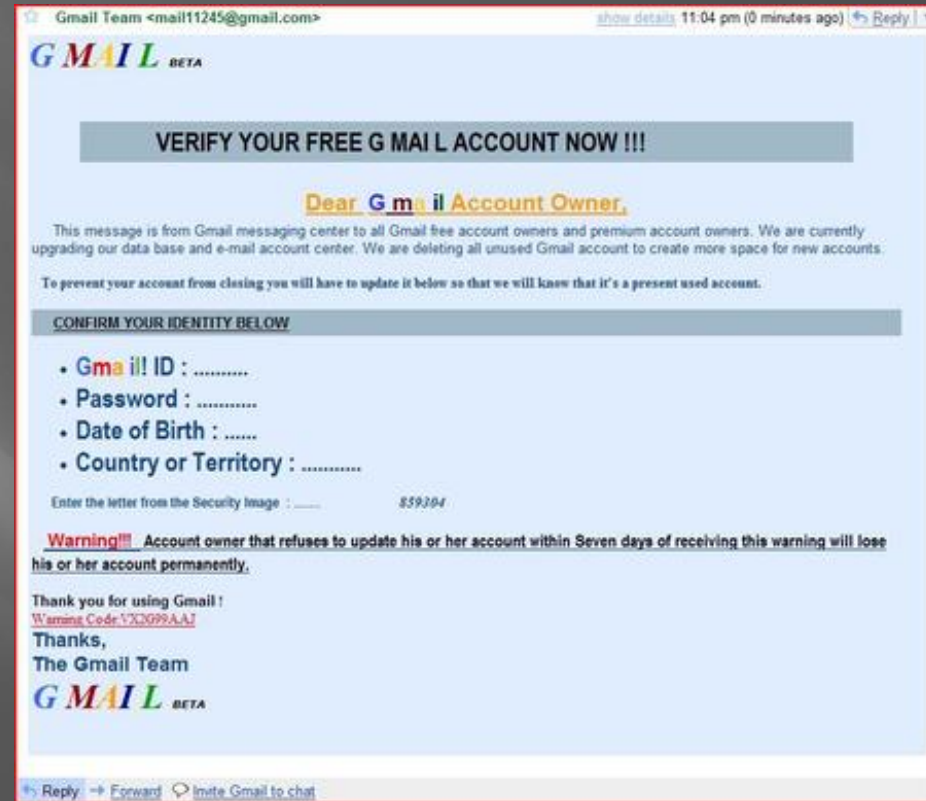 Gmail Team <mail11245@gmail.com> show details 11:04 pm (0 minutes ago) Reply
G MAI L BETA
VERIFY YOUR FREE G MAI L ACCOUNT NOW !!!
Dear G ma il Account Owner,
This message is from Gmail messaging center to all Gmail free account owners and premium account owners. We are currently
upgrading our data base and e-mail account center. We are deleting all unused Gmail account to create more space for new accounts.
To prevent your account from closing you will have to update it below so that we will know that it's a present used account.
CONFIRM YOUR IDENTITY BELOW
• Gma il! ID : ..........
• Password : ...........
• Date of Birth : ......
• Country or Territory : ...........
Enter the letter from the Security Image : ....... 859304
Warning!!! Account owner that refuses to update his or her account within Seven days of receiving this warning will lose
his or her account permanently.
Thank you for using Gmail !
Warning Code:VX2G99AAJ
Thanks,
The Gmail Team
G MAI L BETA
Reply Forward Invite Gmail to chat